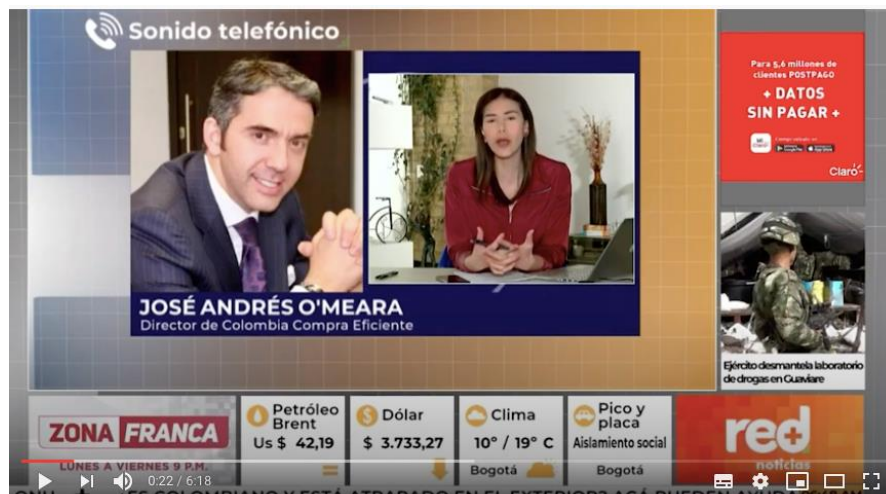 Sonido telefónico
JOSÉ ANDRÉS O'MEARA
Director de Colombia Compra Eficiente
Para 5,6 millones de
clientes POSTPAGO
+ DATOS
SIN PAGAR +
Claro
Ejército desmantela laboratorio
de drogas en Guaviare
ZONA FRANCA
LUNES A VIERNES 9 P.M.
Petróleo
Brent
Us $ 42,19
Dólar
$ 3.733,27
Clima
10° / 19° C
Bogotá
Pico y
placa
Aislamiento social
Bogotá
red+
noticias
0:22 / 6:18